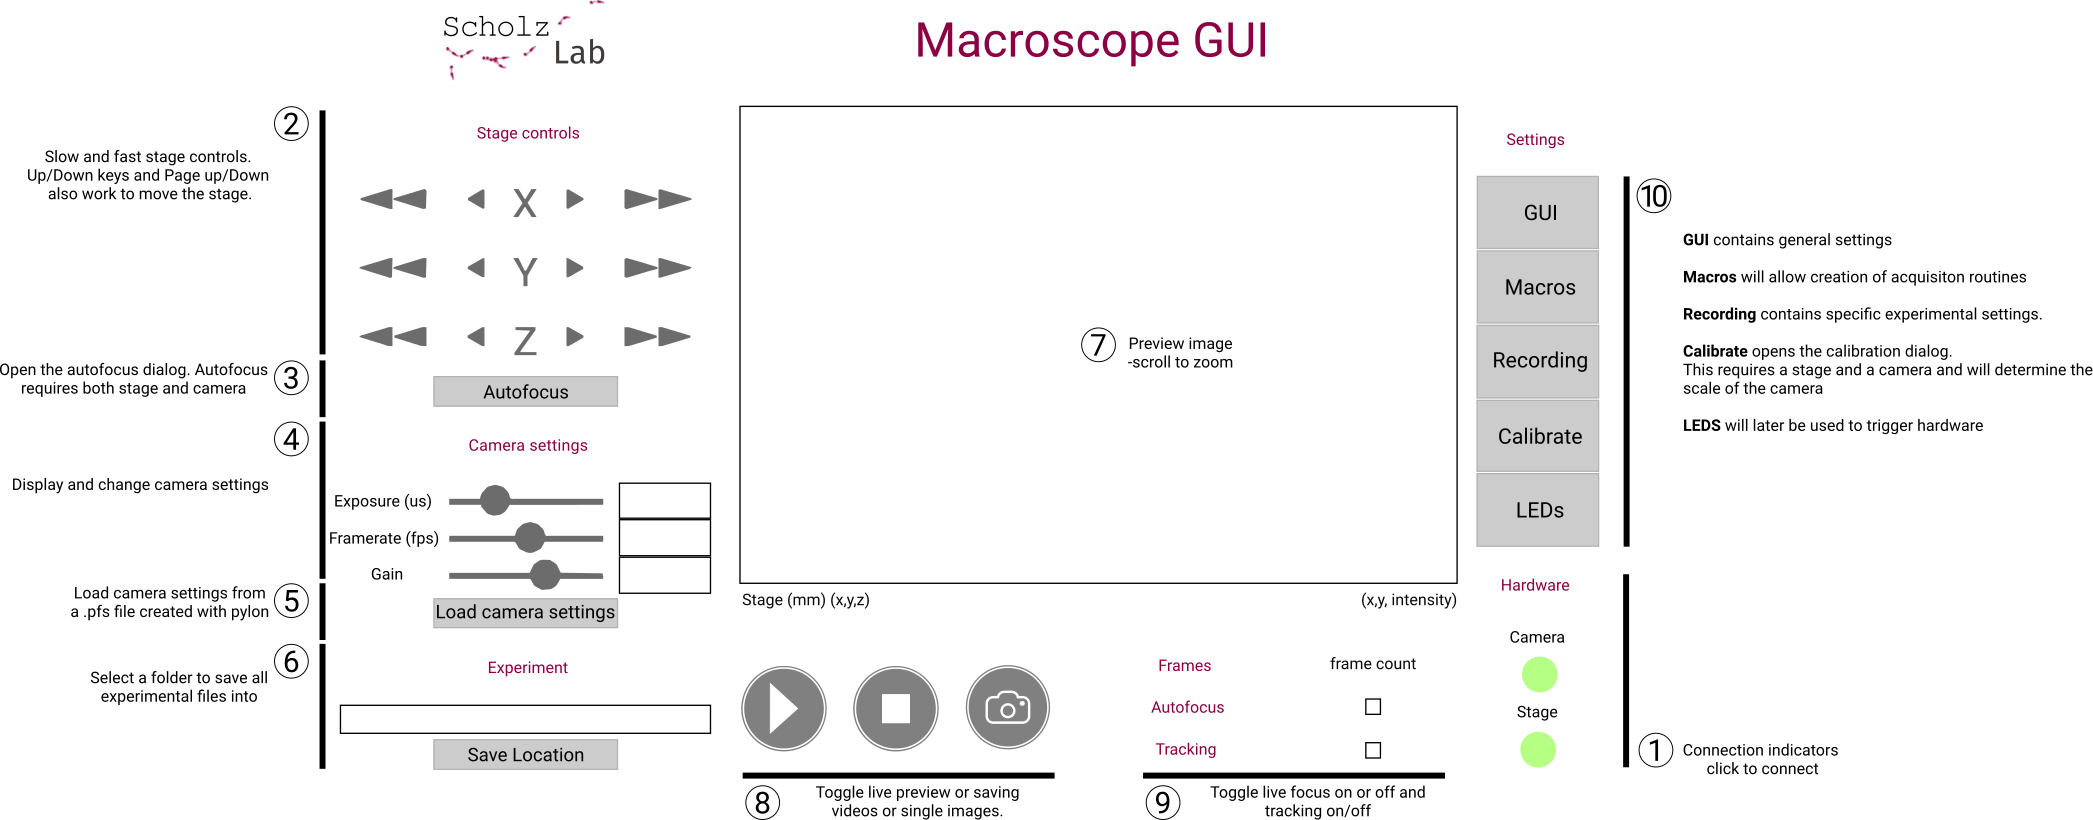 Scholz
Lab
Macroscope GUI
2
Slow and fast stage controls.
Up/Down keys and Page up/Down
also work to move the stage.
Stage controls
X
Y
Z
3
Open the autofocus dialog. Autofocus
requires both stage and camera
Autofocus
4
Display and change camera settings
Camera settings
Exposure (us)
Framerate (fps)
Gain
5
Load camera settings from
a .pfs file created with pylon
Load camera settings
6
Select a folder to save all
experimental files into
Experiment
Save Location
7
Preview image
-scroll to zoom
Stage (mm) (x,y,z)
(x,y, intensity)
8
Toggle live preview or saving
videos or single images.
Frames
frame count
Autofocus
Tracking
9
Toggle live focus on or off and
tracking on/off
Settings
GUI
Macros
Recording
Calibrate
LEDs
10
GUI contains general settings
Macros will allow creation of acquisiton routines
Recording contains specific experimental settings.
Calibrate opens the calibration dialog.
This requires a stage and a camera and will determine the
scale of the camera
LEDS will later be used to trigger hardware
Hardware
Camera
Stage
1
Connection indicators
click to connect